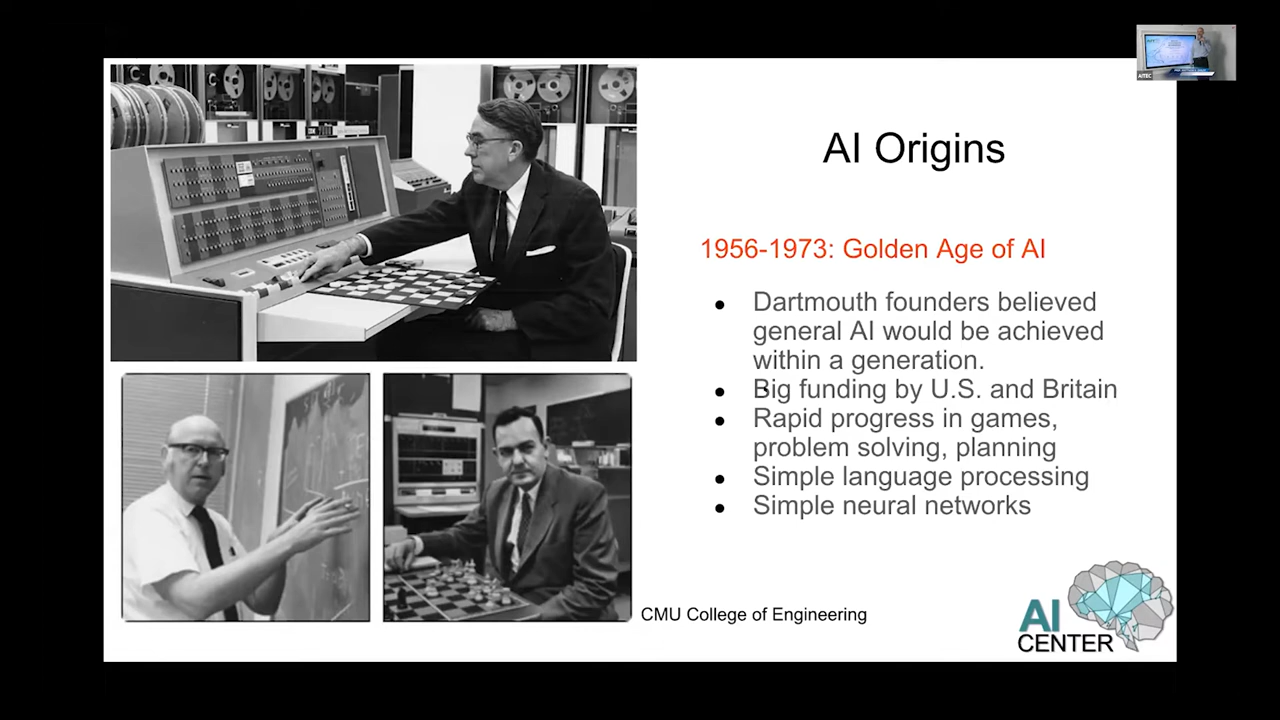 AI Origins
1956-1973: Golden Age of AI
● Dartmouth founders believed
general AI would be achieved
within a generation.
● Big funding by U.S. and Britain
● Rapid progress in games,
problem solving, planning
● Simple language processing
● Simple neural networks
CMU College of Engineering
AI
CENTER
AITEC